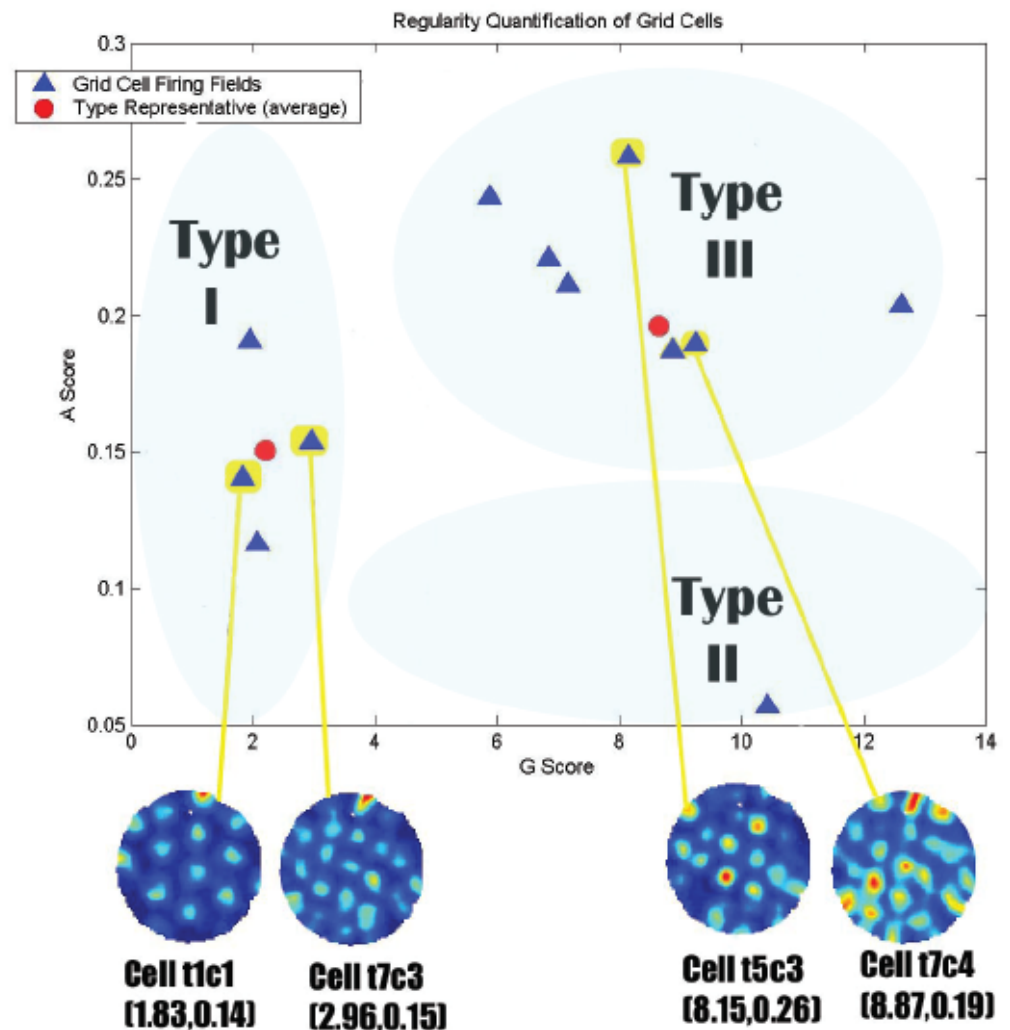 Regularity Quantification of Grid Cells
0.3
Grid Cell Firing Fields
Type Representative (average)
0.25
Type
I
Type
III
0.2
A Score
0.15
0.1
Type
II
0.05
0 2 4 6 8 10 12 14
G Score
Cell t1c1
(1.83,0.14)
Cell t7c3
(2.96,0.15)
Cell t5c3
(8.15,0.26)
Cell t7c4
(8.87,0.19)